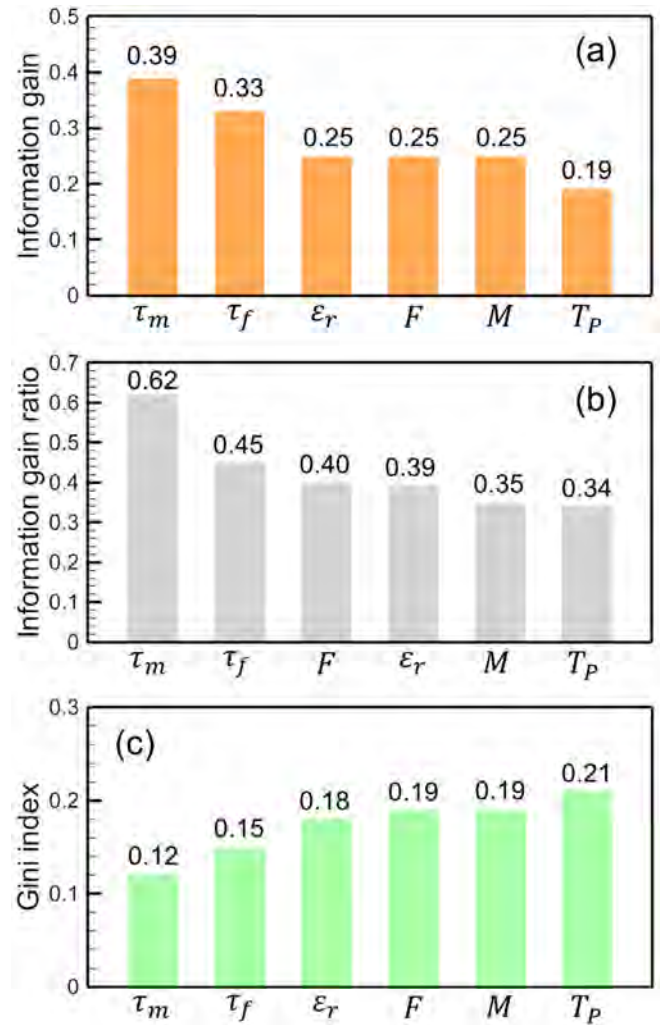 Information gain
0.5
0.4
0.3
0.2
0.1
0
(a)
0.39
0.33
0.25
0.25
0.25
0.19
τm
τf
εr
F
M
TP
Information gain ratio
0.7
0.6
0.5
0.4
0.3
0.2
0.1
0
(b)
0.62
0.45
0.40
0.39
0.35
0.34
τm
τf
F
εr
M
TP
Gini index
0.3
0.2
0.1
0
(c)
0.12
0.15
0.18
0.19
0.19
0.21
τm
τf
εr
F
M
TP